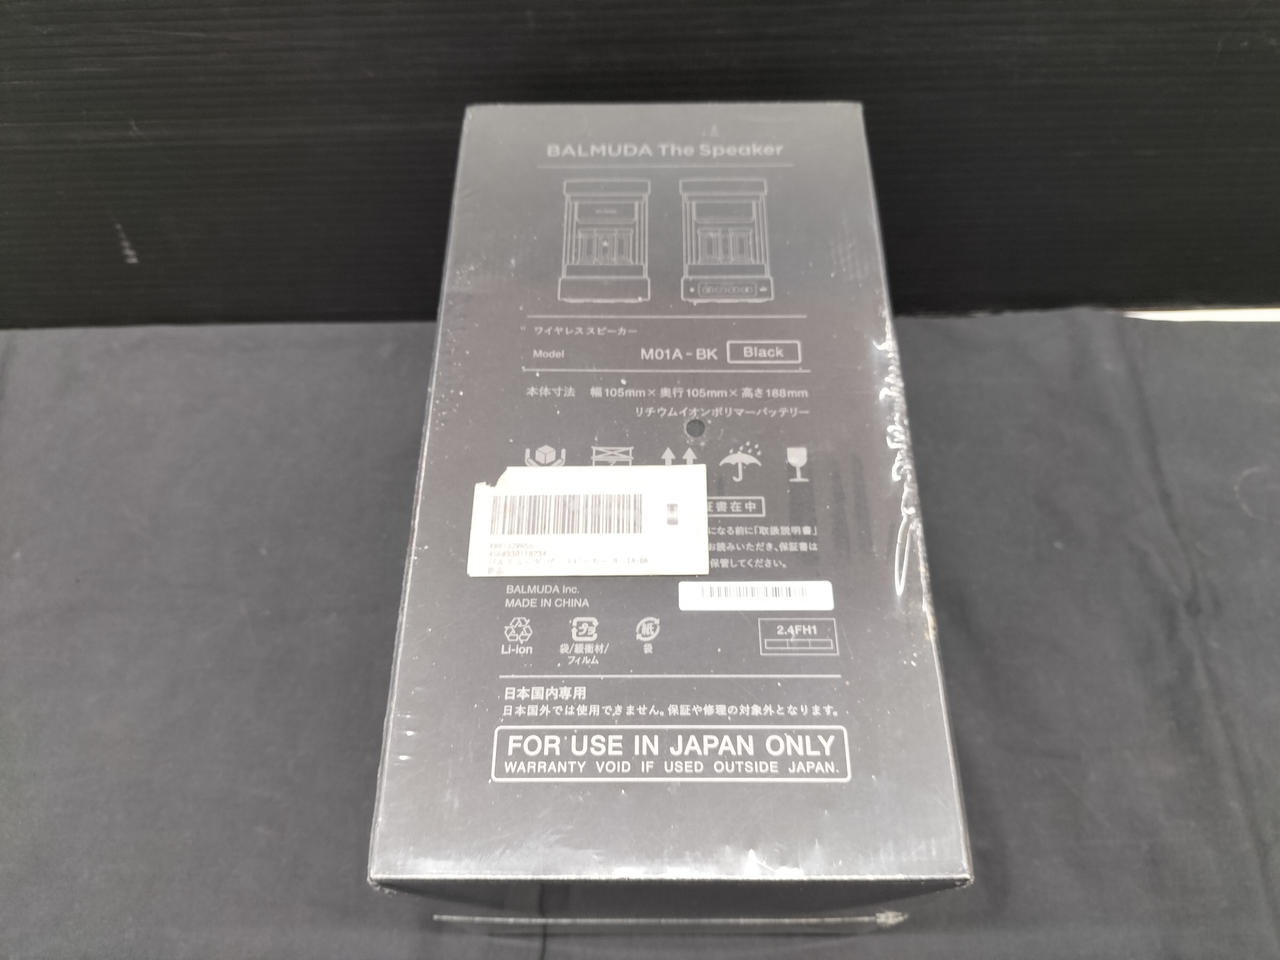 BALMUDA The Speaker
ワイヤレススピーカー
Model M01A - BK Black
本体寸法 幅105mm×奥行105mm×高さ188mm
リチウムイオンポリマーバッテリー
証書在中
になる前に「取扱説明書」
お読みいただき、保証書は
保管してください。
BALMUDA Inc.
MADE IN CHINA
2.4FH1
Li-ion
袋/緩衝材/
フィルム
紙
袋
日本国内専用
日本国外では使用できません。保証や修理の対象外となります。
FOR USE IN JAPAN ONLY
WARRANTY VOID IF USED OUTSIDE JAPAN.